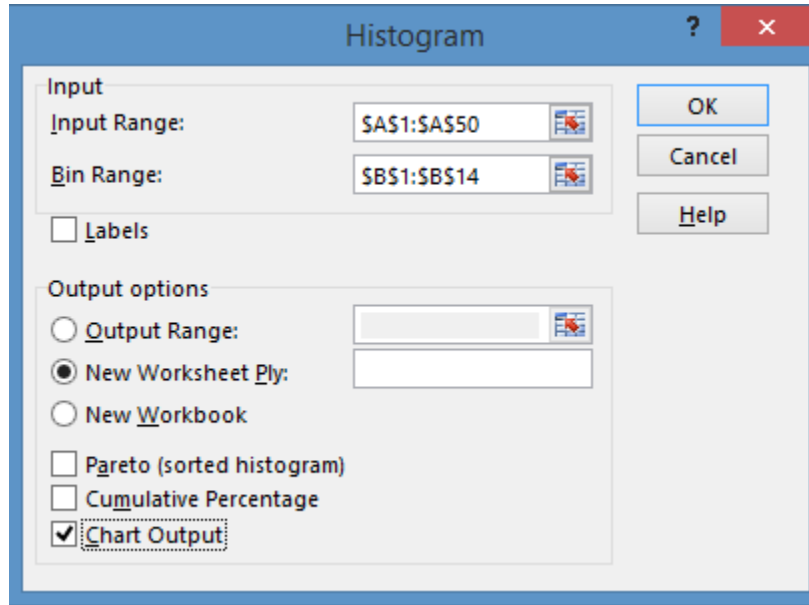 Histogram
?
×
Input
Input Range:
$A$1:$A$50
Bin Range:
$B$1:$B$14
Labels
OK
Cancel
Help
Output options
Output Range:
New Worksheet Ply:
New Workbook
Pareto (sorted histogram)
Cumulative Percentage
Chart Output